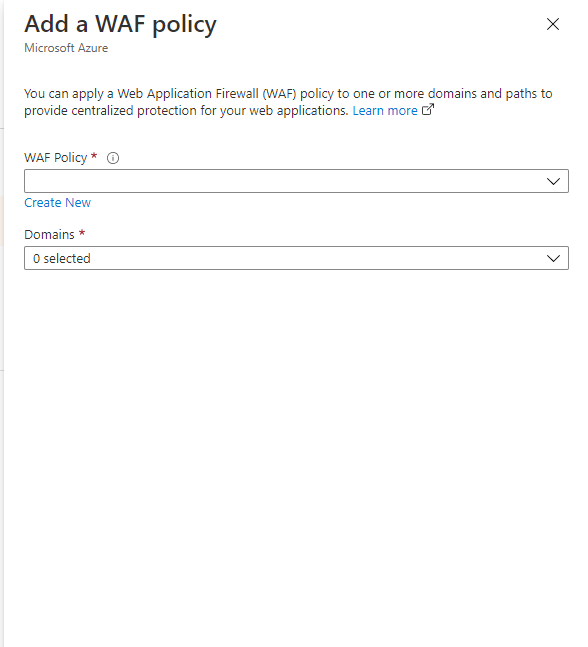 Add a WAF policy
Microsoft Azure
You can apply a Web Application Firewall (WAF) policy to one or more domains and paths to
provide centralized protection for your web applications. Learn more
WAF Policy *
Create New
Domains *
0 selected